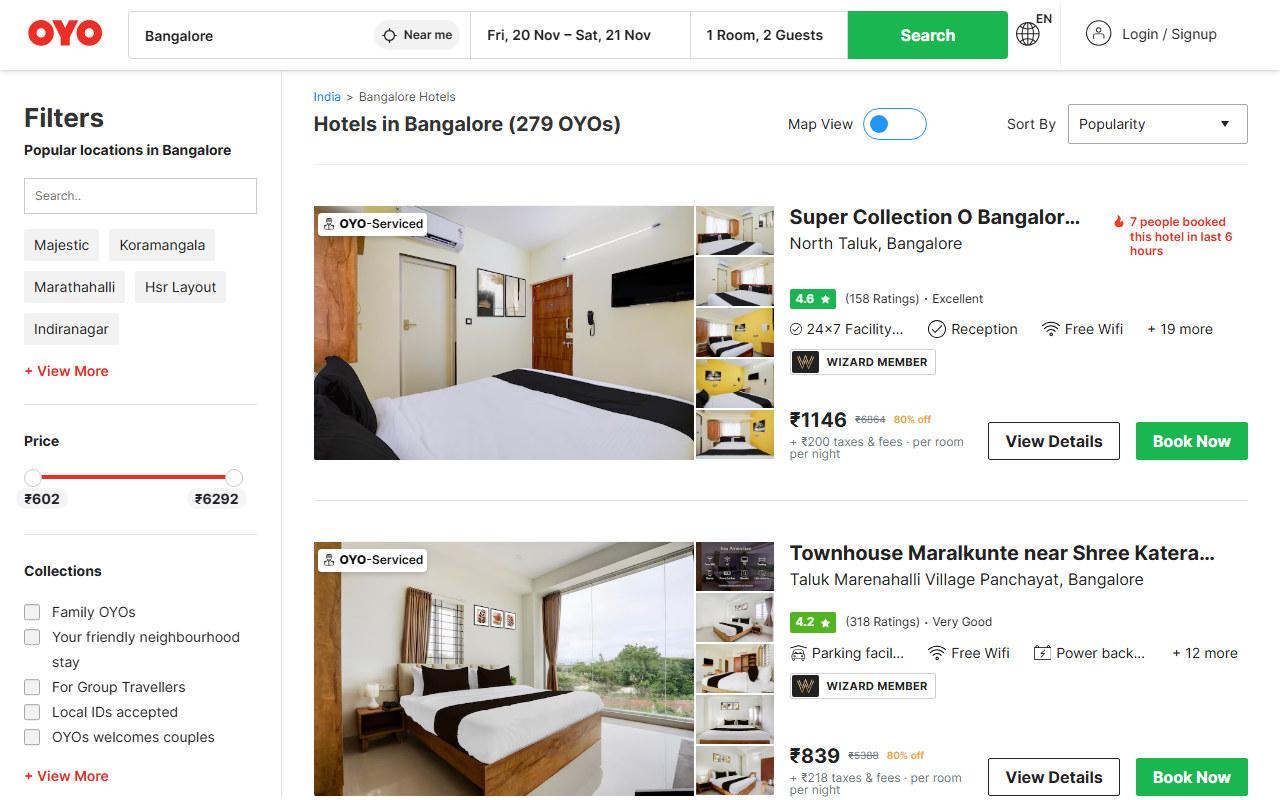 OYO
Bangalore
Near me
Fri, 20 Nov – Sat, 21 Nov
1 Room, 2 Guests
Search
EN
Login / Signup
Filters
Popular locations in Bangalore
Search..
Majestic
Koramangala
Marathahalli
Hsr Layout
Indiranagar
+ View More
Price
₹602
₹6292
Collections
Family OYOs
Your friendly neighbourhood
stay
For Group Travellers
Local IDs accepted
OYOs welcomes couples
+ View More
India > Bangalore Hotels
Hotels in Bangalore (279 OYOs)
Map View
Sort By
Popularity
OYO-Serviced
Super Collection O Bangalor...
North Taluk, Bangalore
7 people booked
this hotel in last 6
hours
4.6 (158 Ratings) · Excellent
24×7 Facility...
Reception
Free Wifi
+ 19 more
W WIZARD MEMBER
₹1146 ₹6864 80% off
+ ₹200 taxes & fees · per room
per night
View Details
Book Now
OYO-Serviced
Townhouse Maralkunte near Shree Katera...
Taluk Marenahalli Village Panchayat, Bangalore
4.2 (318 Ratings) · Very Good
Parking facil...
Free Wifi
Power back...
+ 12 more
W WIZARD MEMBER
₹839 ₹5388 80% off
+ ₹218 taxes & fees · per room
per night
View Details
Book Now